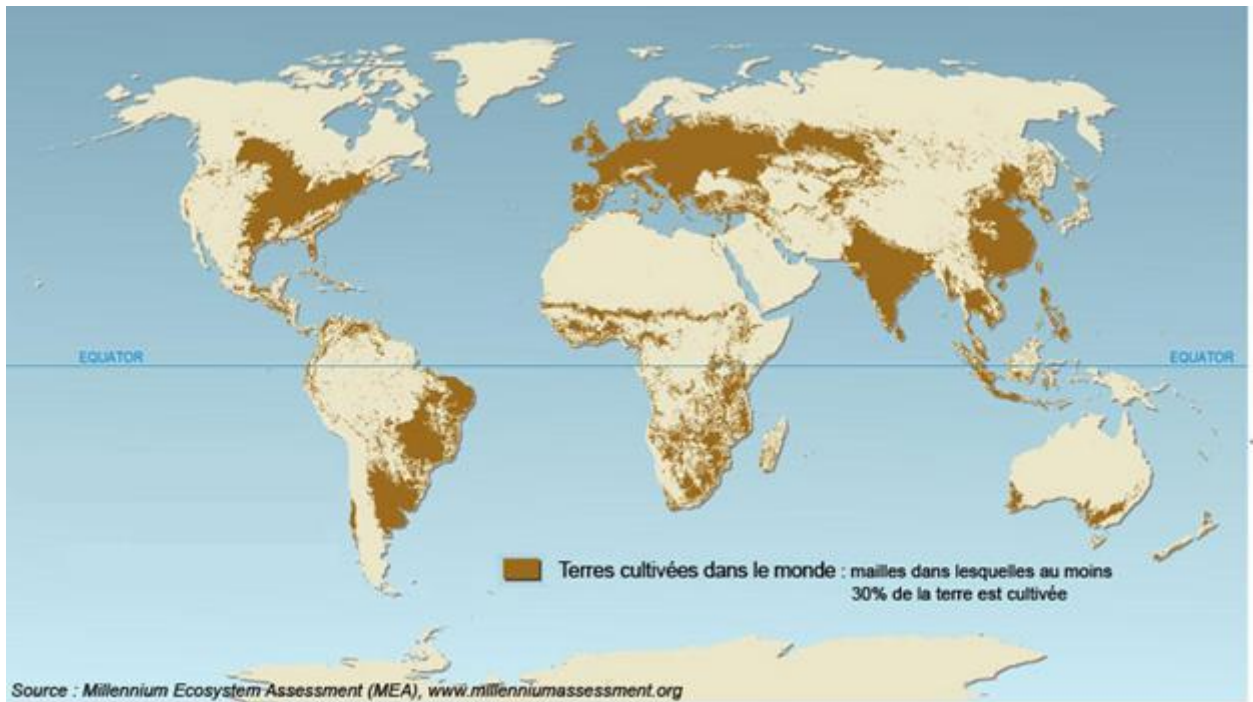 EQUATOR EQUATOR
Terres cultivées dans le monde : mailles dans lesquelles au moins
30% de la terre est cultivée
Source : Millennium Ecosystem Assessment (MEA), www.millenniumassessment.org